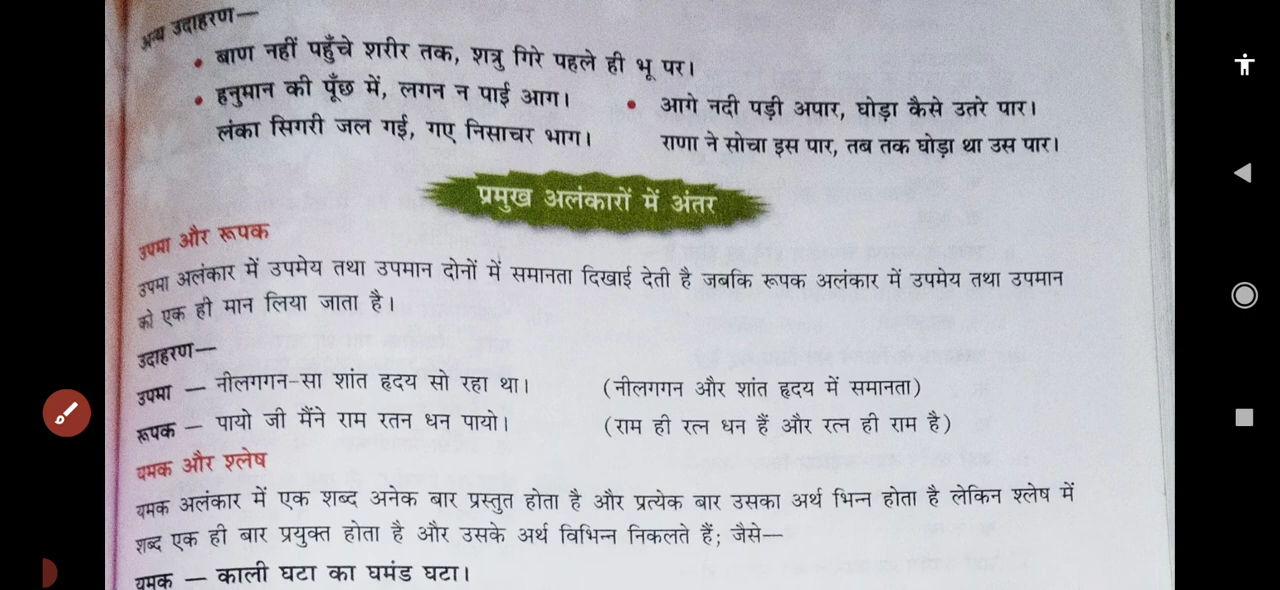 अन्य उदाहरण—
• बाण नहीं पहुँचे शरीर तक, शत्रु गिरे पहले ही भू पर।
• हनुमान की पूँछ में, लगन न पाई आग।
लंका सिगरी जल गई, गए निसाचर भाग।
• आगे नदी पड़ी अपार, घोड़ा कैसे उतरे पार।
राणा ने सोचा इस पार, तब तक घोड़ा था उस पार।
प्रमुख अलंकारों में अंतर
उपमा और रूपक
उपमा अलंकार में उपमेय तथा उपमान दोनों में समानता दिखाई देती है जबकि रूपक अलंकार में उपमेय तथा उपमान
को एक ही मान लिया जाता है।
उदाहरण—
उपमा — नीलगगन-सा शांत हृदय सो रहा था। (नीलगगन और शांत हृदय में समानता)
रूपक — पायो जी मैंने राम रतन धन पायो। (राम ही रत्न धन हैं और रत्न ही राम है)
यमक और श्लेष
यमक अलंकार में एक शब्द अनेक बार प्रस्तुत होता है और प्रत्येक बार उसका अर्थ भिन्न होता है लेकिन श्लेष में
शब्द एक ही बार प्रयुक्त होता है और उसके अर्थ विभिन्न निकलते हैं; जैसे—
यमक — काली घटा का घमंड घटा।